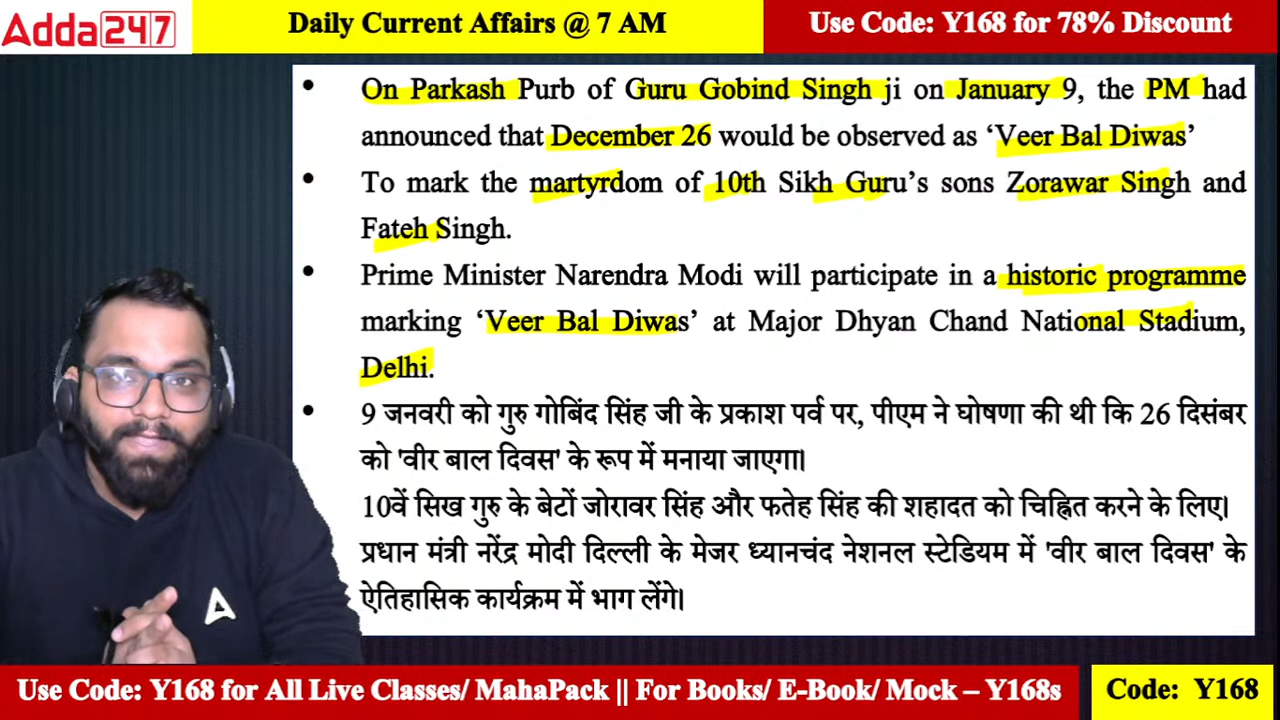 Adda247
Daily Current Affairs @ 7 AM
Use Code: Y168 for 78% Discount
• On Parkash Purb of Guru Gobind Singh ji on January 9, the PM had
announced that December 26 would be observed as ‘Veer Bal Diwas’
• To mark the martyrdom of 10th Sikh Guru’s sons Zorawar Singh and
Fateh Singh.
• Prime Minister Narendra Modi will participate in a historic programme
marking ‘Veer Bal Diwas’ at Major Dhyan Chand National Stadium,
Delhi.
• 9 जनवरी को गुरु गोबिंद सिंह जी के प्रकाश पर्व पर, पीएम ने घोषणा की थी कि 26 दिसंबर
को 'वीर बाल दिवस' के रूप में मनाया जाएगा।
10वें सिख गुरु के बेटों जोरावर सिंह और फतेह सिंह की शहादत को चिह्नित करने के लिए।
प्रधान मंत्री नरेंद्र मोदी दिल्ली के मेजर ध्यानचंद नेशनल स्टेडियम में 'वीर बाल दिवस' के
ऐतिहासिक कार्यक्रम में भाग लेंगे।
Use Code: Y168 for All Live Classes/ MahaPack || For Books/ E-Book/ Mock – Y168s
Code: Y168